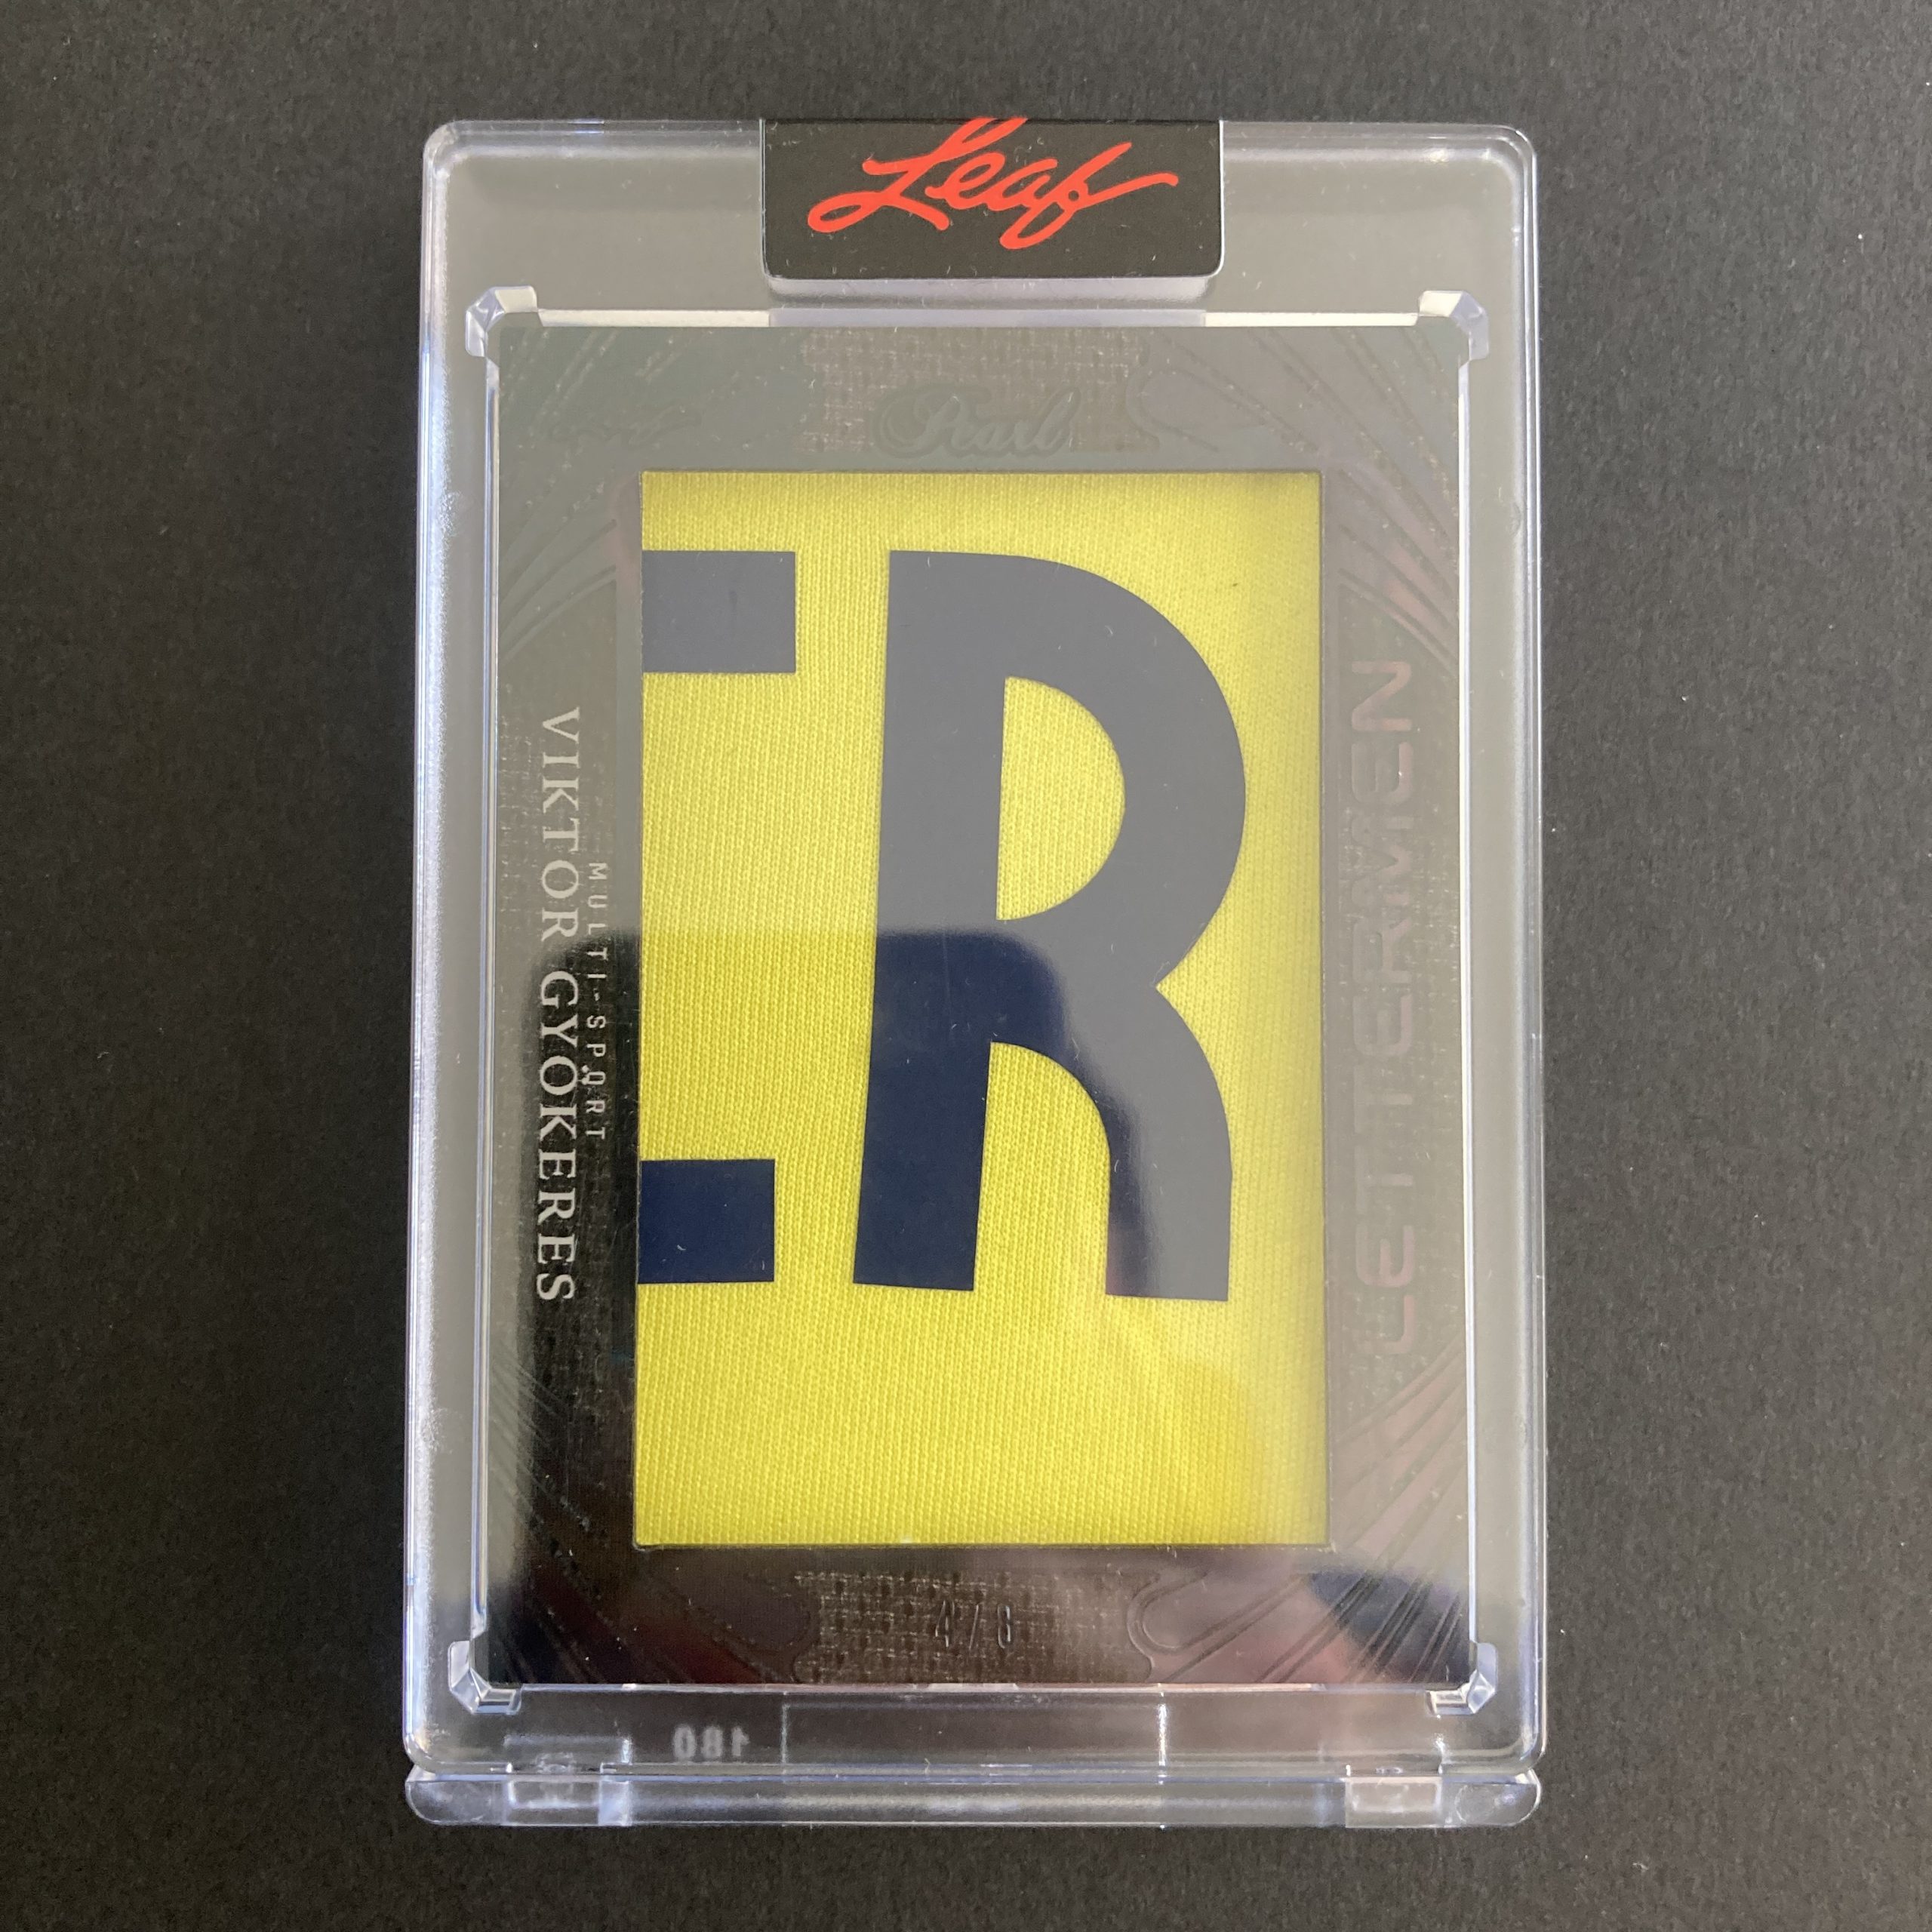 Leaf
Pearl
ER
LETTERMEN
MULTI-SPORT
VIKTOR GYÖKERES
4/8
180